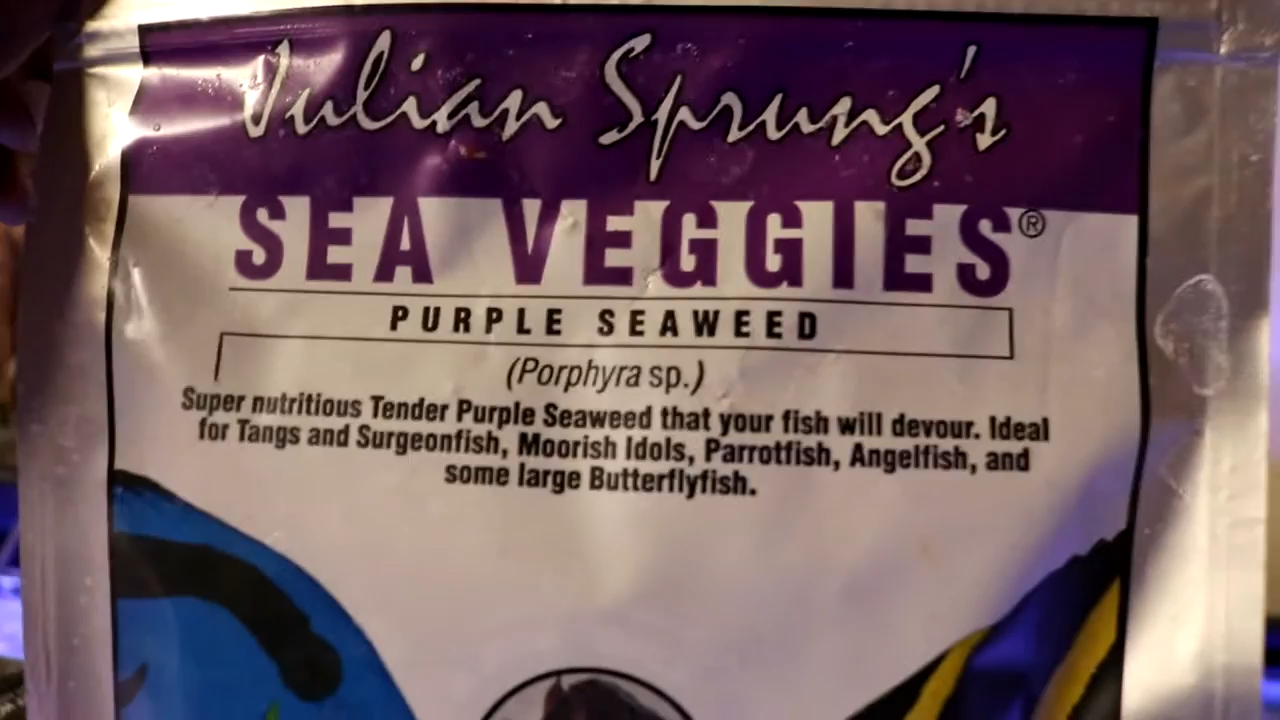 Julian Sprung's
SEA VEGGIES®
PURPLE SEAWEED
(Porphyra sp.)
Super nutritious Tender Purple Seaweed that your fish will devour. Ideal
for Tangs and Surgeonfish, Moorish Idols, Parrotfish, Angelfish, and
some large Butterflyfish.